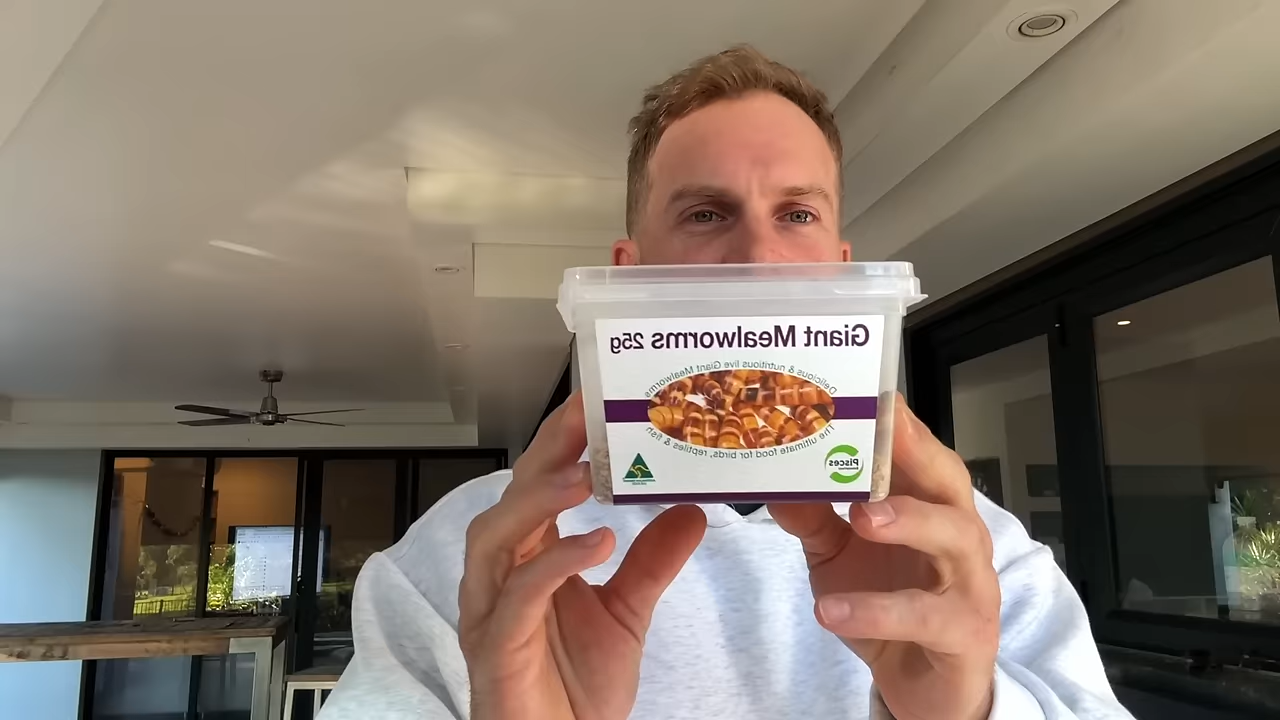 Giant Mealworms 25g
Delicious & nutritious live Giant Mealworms
The ultimate food for birds, reptiles & fish
Pisces